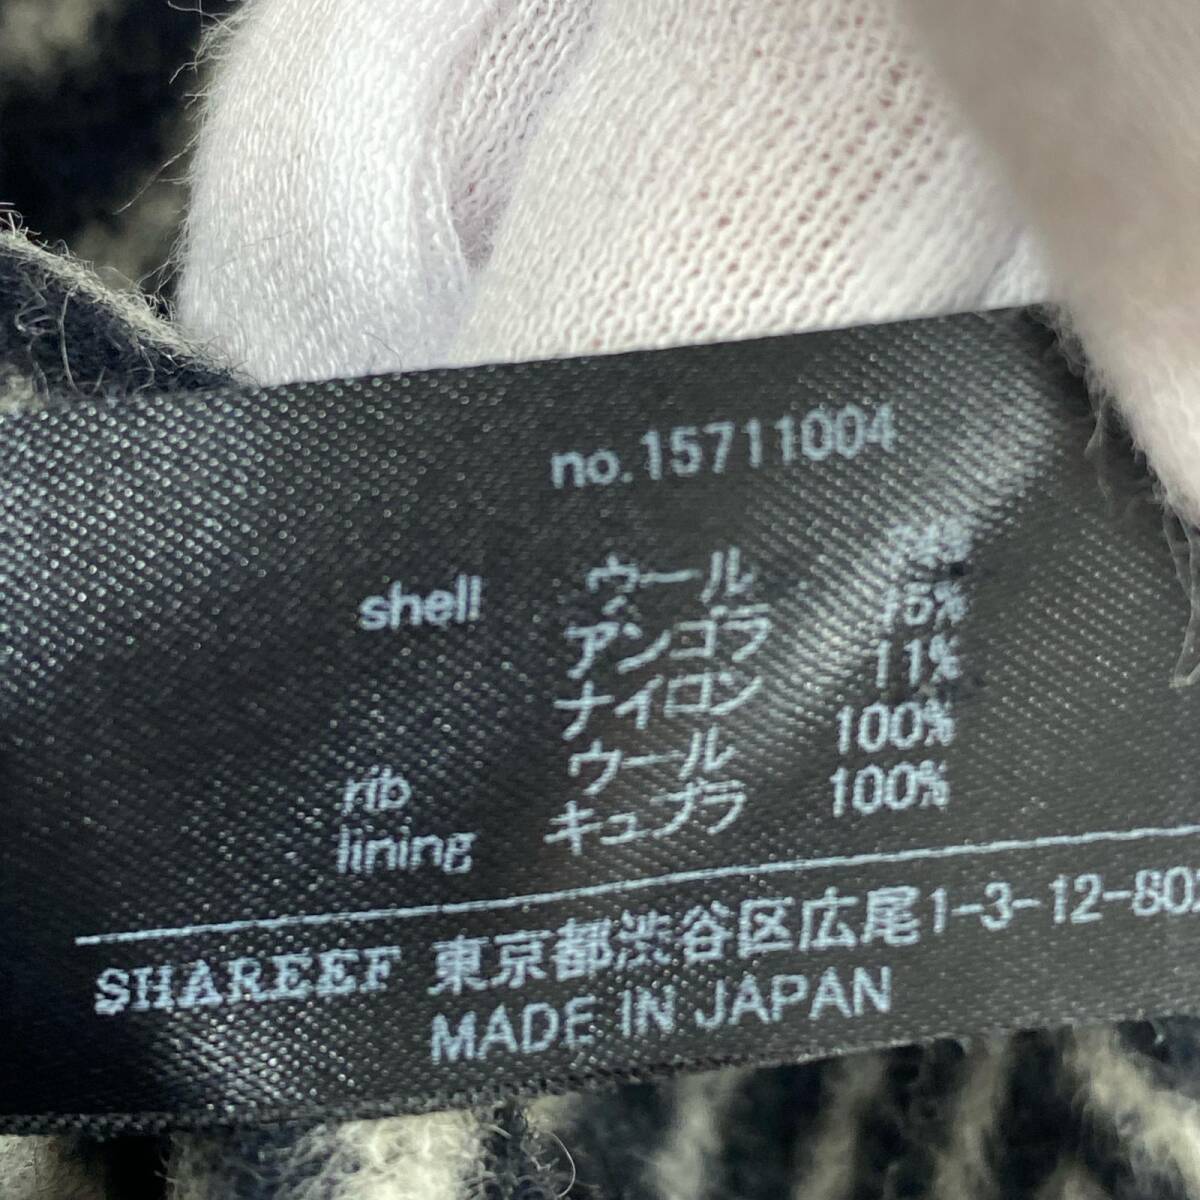 no.15711004
shell ウール
アンゴラ 15%
ナイロン 11%
rib ウール 100%
lining キュプラ 100%
SHAREEF 東京都渋谷区広尾1-3-12-
MADE IN JAPAN